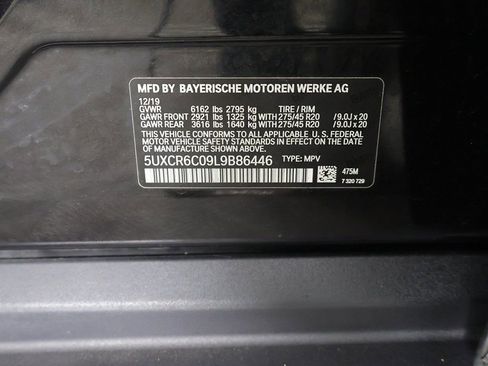 MFD BY BAYERISCHE MOTOREN WERKE AG
12/19
GVWR 6162 lbs 2795 kg TIRE / RIM
GAWR FRONT 2921 lbs 1325 kg WITH 275/45 R20 /9.0J x 20
GAWR REAR 3616 lbs 1640 kg WITH 275/45 R20 /9.0J x 20
THIS VEHICLE CONFORMS TO ALL APPLICABLE U.S. FEDERAL
MOTOR VEHICLE SAFETY STANDARDS IN EFFECT ON THE DATE
OF MANUFACTURE SHOWN ABOVE.
5UXCR6C09L9B86446 TYPE: MPV
475M
7 320 729